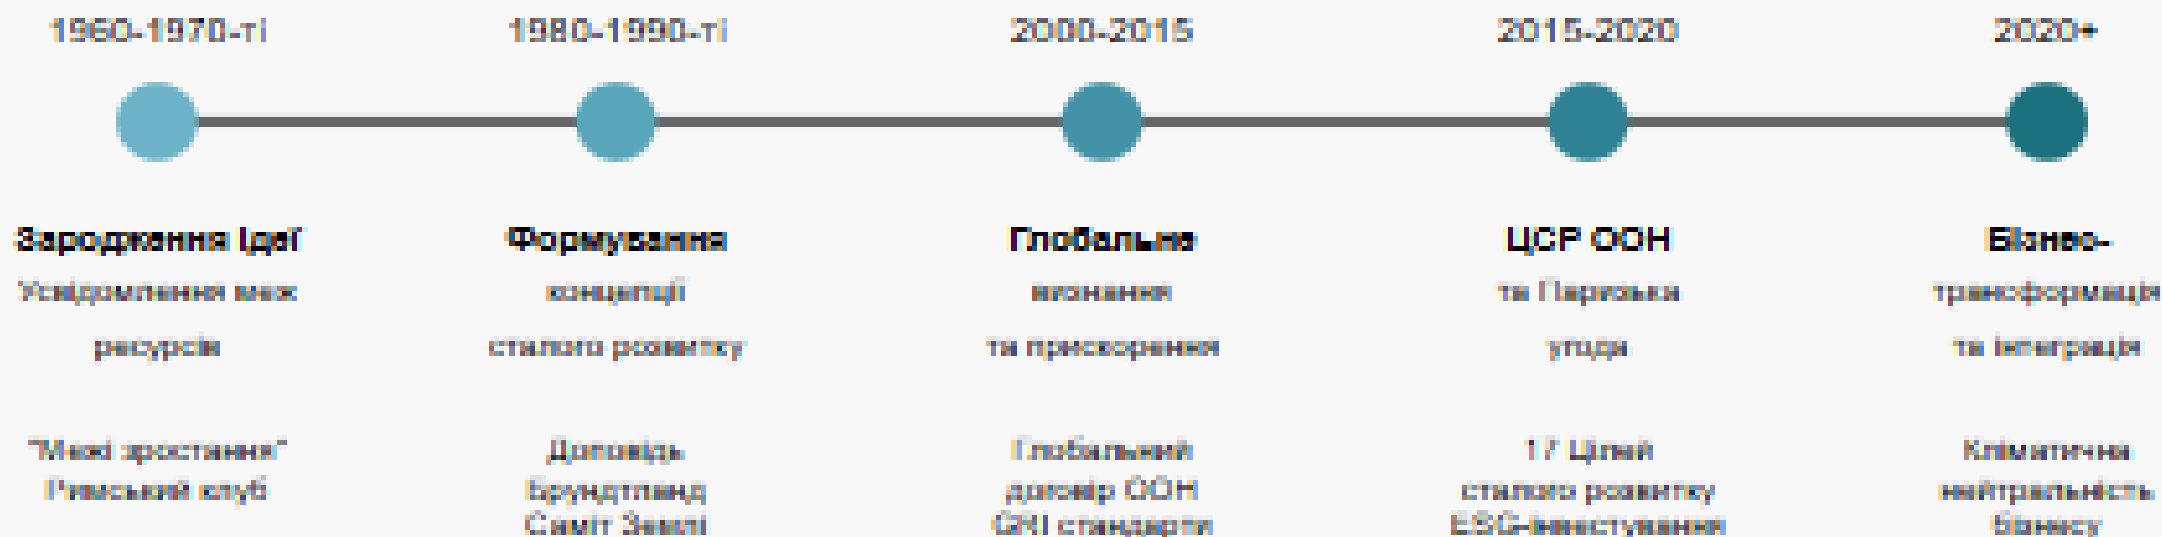 1960-1970-ті
1980-1990-ті
2000-2015
2015-2020
2020+
Зародження ідеї
Усвідомлення меж
ресурсів
"Межі зростання"
Римський клуб
Формування
концепції
сталого розвитку
Доповідь
Брундтланд
Саміт Землі
Глобальне
визнання
та прискорення
Глобальний
договір ООН
GRI стандарти
ЦСР ООН
та Паризька
угода
17 Цілей
сталого розвитку
ESG-інвестування
Бізнес-
трансформація
та інтеграція
Кліматична
нейтральність
бізнесу